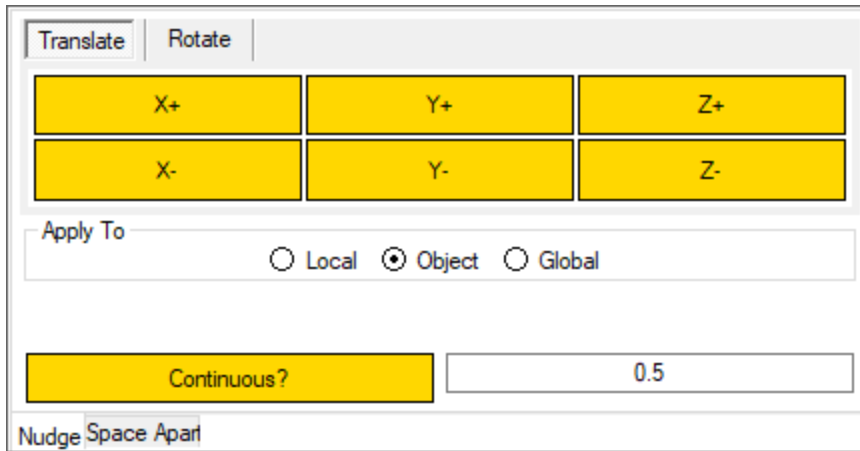 Translate Rotate
X+ Y+ Z+
X- Y- Z-
Apply To
Local Object Global
Continuous? 0.5
Nudge Space Apart